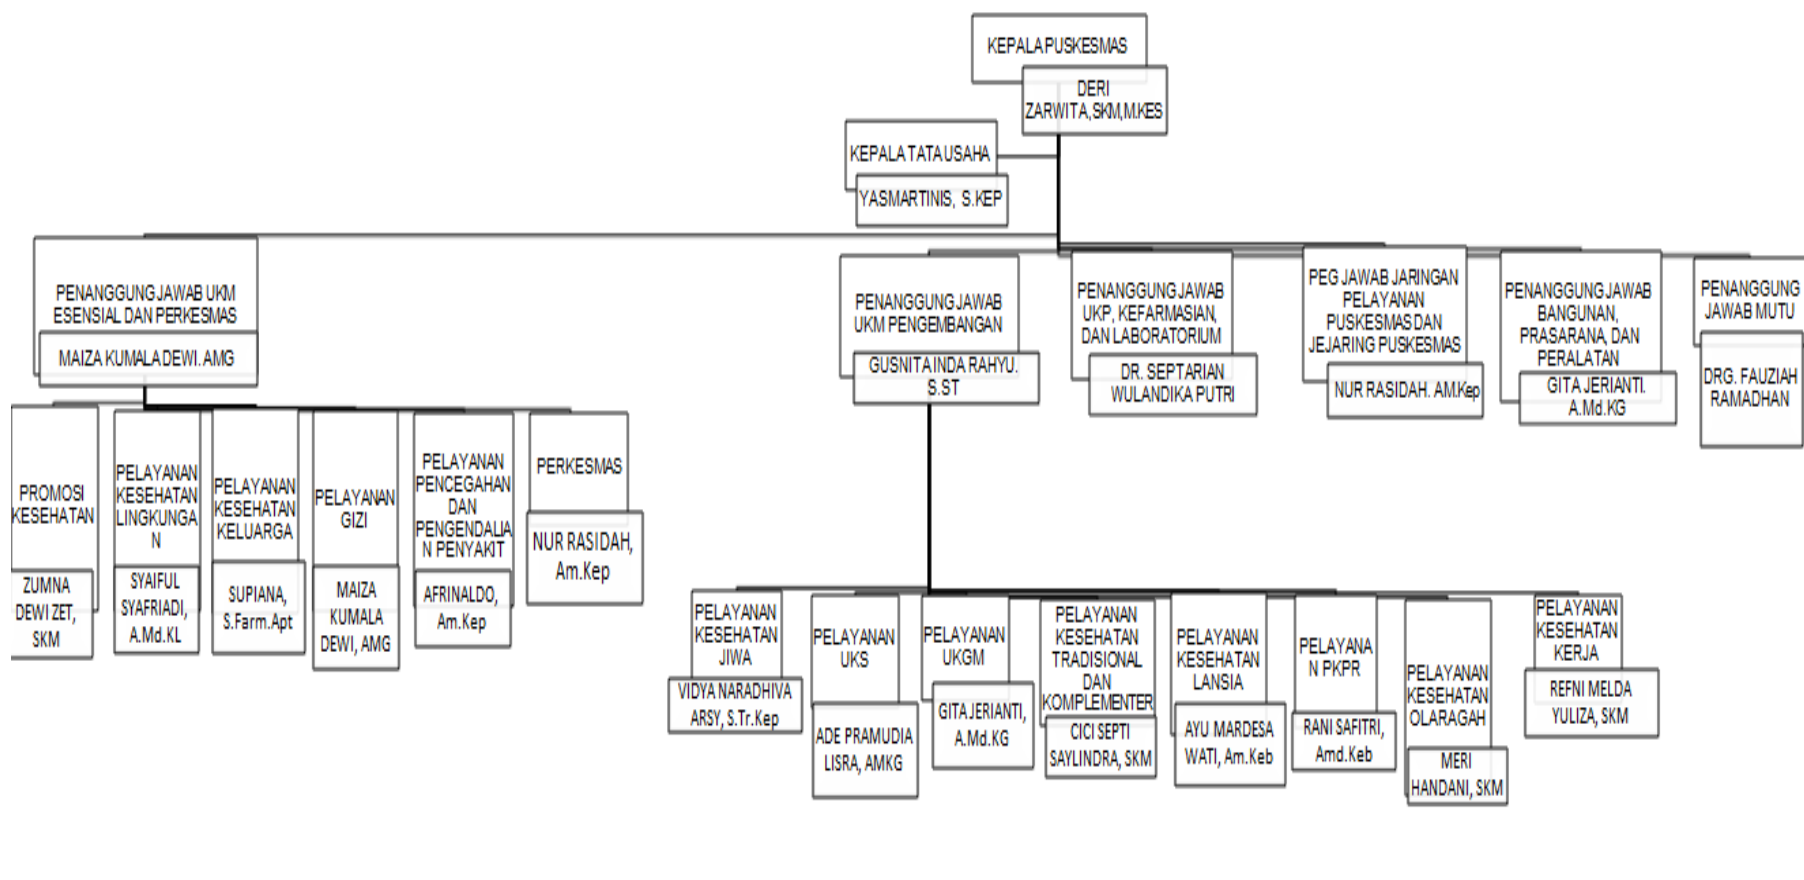 KEPALA PUSKESMAS
DERI
ZARWITA,SKM,M.KES
KEPALA TATA USAHA
YASMARTINIS, S.KEP
PENANGGUNG JAWAB UKM
ESENSIAL DAN PERKESMAS
MAIZA KUMALA DEWI. AMG
PENANGGUNG JAWAB
UKM PENGEMBANGAN
GUSNITA INDA RAHYU.
S.ST
PENANGGUNG JAWAB
UKP, KEFARMASIAN,
DAN LABORATORIUM
DR. SEPTARIAN
WULANDIKA PUTRI
PEG JAWAB JARINGAN
PELAYANAN
PUSKESMAS DAN
JEJARING PUSKESMAS
NUR RASIDAH. AM.Kep
PENANGGUNG JAWAB
BANGUNAN,
PRASARANA, DAN
PERALATAN
GITA JERIANTI.
A.Md.KG
PENANGGUNG
JAWAB MUTU
DRG. FAUZIAH
RAMADHAN
PROMOSI
KESEHATAN
ZUMNA
DEWI ZET,
SKM
PELAYANAN
KESEHATAN
LINGKUNGA
N
SYAIFUL
SYAFRIADI,
A.Md.KL
PELAYANAN
KESEHATAN
KELUARGA
SUPIANA,
S.Farm.Apt
PELAYANAN
GIZI
MAIZA
KUMALA
DEWI, AMG
PELAYANAN
PENCEGAHAN
DAN
PENGENDALIA
N PENYAKIT
AFRINALDO,
Am.Kep
PERKESMAS
NUR RASIDAH,
Am.Kep
PELAYANAN
KESEHATAN
JIWA
VIDYA NARADHIVA
ARSY, S.Tr.Kep
PELAYANAN
UKS
ADE PRAMUDIA
LISRA, AMKG
PELAYANAN
UKGM
GITA JERIANTI,
A.Md.KG
PELAYANAN
KESEHATAN
TRADISIONAL
DAN
KOMPLEMENTER
CICI SEPTI
SAYLINDRA, SKM
PELAYANAN
KESEHATAN
LANSIA
AYU MARDESA
WATI, Am.Keb
PELAYANA
N PKPR
RANI SAFITRI,
Amd.Keb
PELAYANAN
KESEHATAN
OLARAGAH
MERI
HANDANI, SKM
PELAYANAN
KESEHATAN
KERJA
REFNI MELDA
YULIZA, SKM